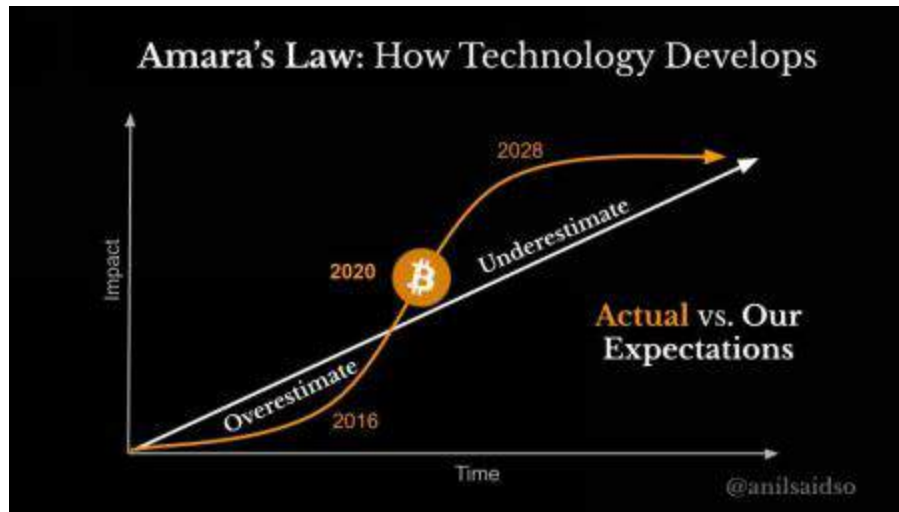 Amara's Law: How Technology Develops
2028
Underestimate
2020
₿
Impact
Actual vs. Our
Expectations
Overestimate
2016
Time
@anilsaidso